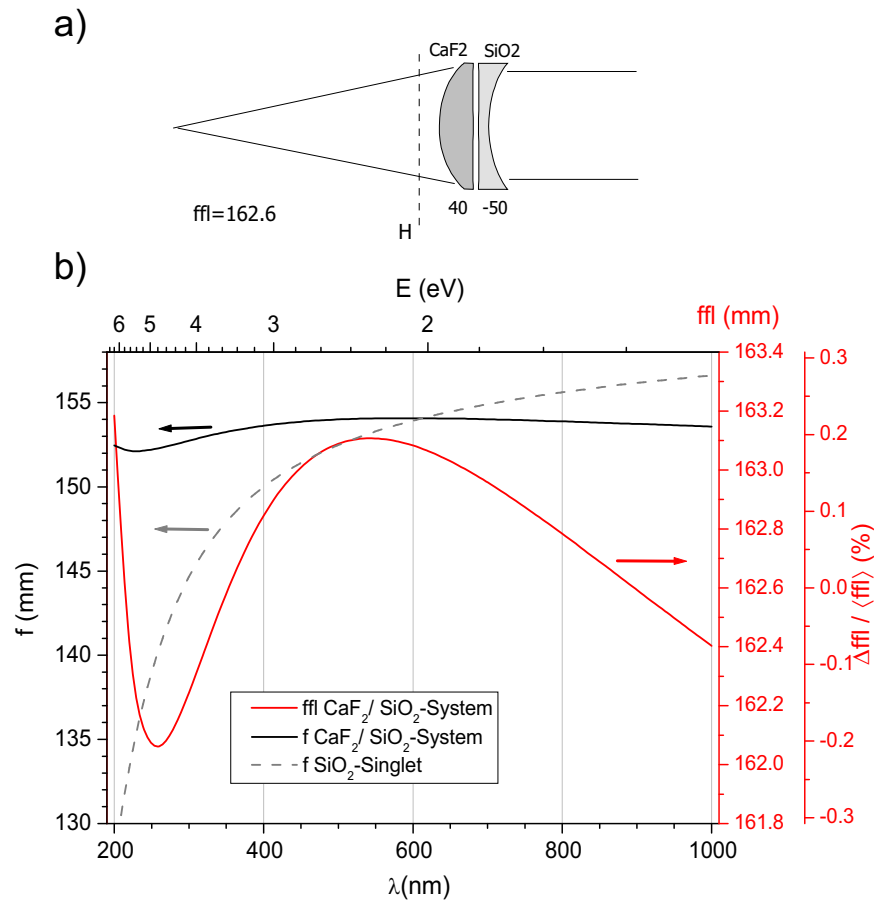 a)
CaF2 SiO2
ffl=162.6
40 -50
H
b)
E (eV)
ffl (mm)
6 5 4 3 2
163.4
163.2
163.0
162.8
162.6
162.4
162.2
162.0
161.8
0.3
0.2
0.1
0.0
-0.1
-0.2
-0.3
Δffl / ⟨ffl⟩ (%)
f (mm)
155
150
145
140
135
130
ffl CaF₂/ SiO₂-System
f CaF₂/ SiO₂-System
f SiO₂-Singlet
200 400 600 800 1000
λ(nm)